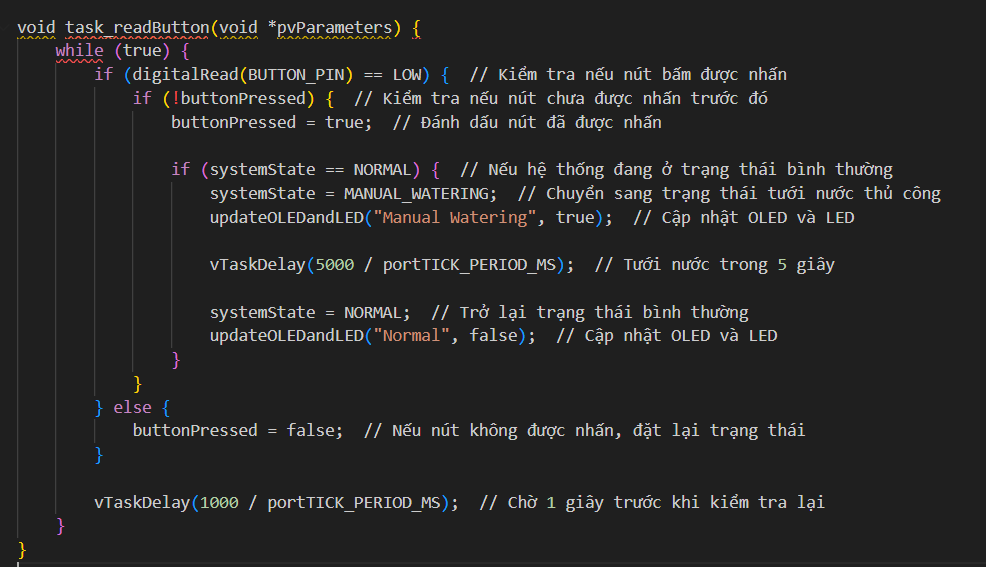 void task_readButton(void *pvParameters) {
    while (true) {
        if (digitalRead(BUTTON_PIN) == LOW) {  // Kiểm tra nếu nút bấm được nhấn
            if (!buttonPressed) {  // Kiểm tra nếu nút chưa được nhấn trước đó
                buttonPressed = true;  // Đánh dấu nút đã được nhấn

                if (systemState == NORMAL) {  // Nếu hệ thống đang ở trạng thái bình thường
                    systemState = MANUAL_WATERING;  // Chuyển sang trạng thái tưới nước thủ công
                    updateOLEDandLED("Manual Watering", true);  // Cập nhật OLED và LED

                    vTaskDelay(5000 / portTICK_PERIOD_MS);  // Tưới nước trong 5 giây

                    systemState = NORMAL;  // Trở lại trạng thái bình thường
                    updateOLEDandLED("Normal", false);  // Cập nhật OLED và LED
                }
            }
        } else {
            buttonPressed = false;  // Nếu nút không được nhấn, đặt lại trạng thái
        }

        vTaskDelay(1000 / portTICK_PERIOD_MS);  // Chờ 1 giây trước khi kiểm tra lại
    }
}